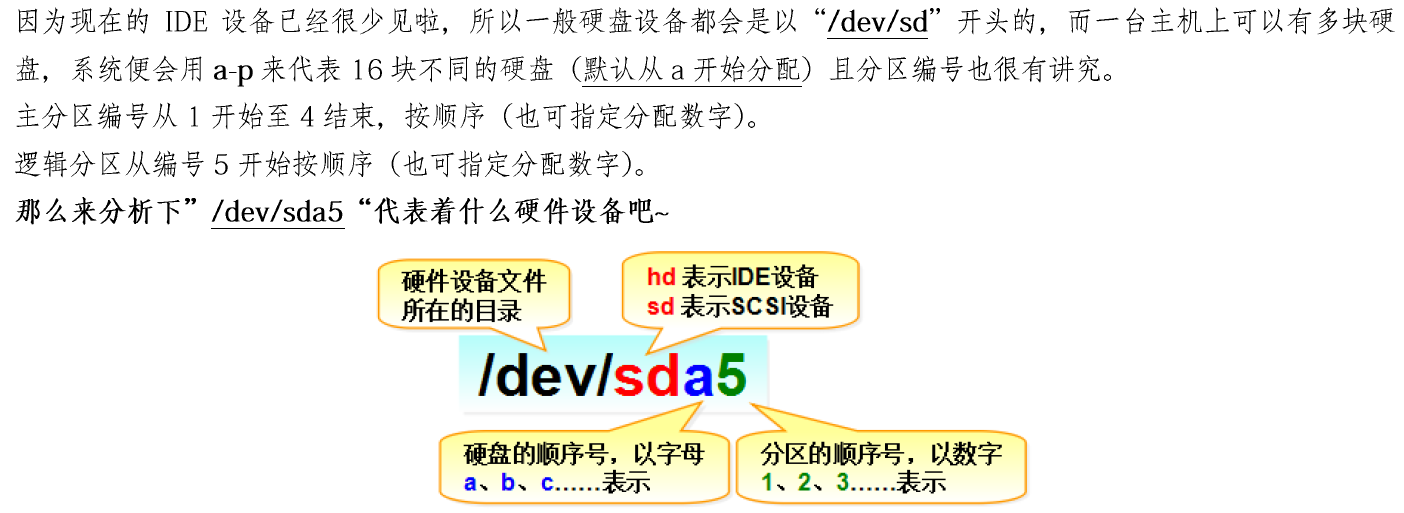 因为现在的 IDE 设备已经很少见啦，所以一般硬盘设备都会是以“/dev/sd”开头的，而一台主机上可以有多块硬
盘，系统便会用 a-p 来代表 16 块不同的硬盘（默认从 a 开始分配）且分区编号也很有讲究。
主分区编号从 1 开始至 4 结束，按顺序（也可指定分配数字）。
逻辑分区从编号 5 开始按顺序（也可指定分配数字）。
那么来分析下”/dev/sda5“代表着什么硬件设备吧~
硬件设备文件
所在的目录
hd 表示IDE设备
sd 表示SCSI设备
/dev/sda5
硬盘的顺序号，以字母
a、b、c……表示
分区的顺序号，以数字
1、2、3……表示